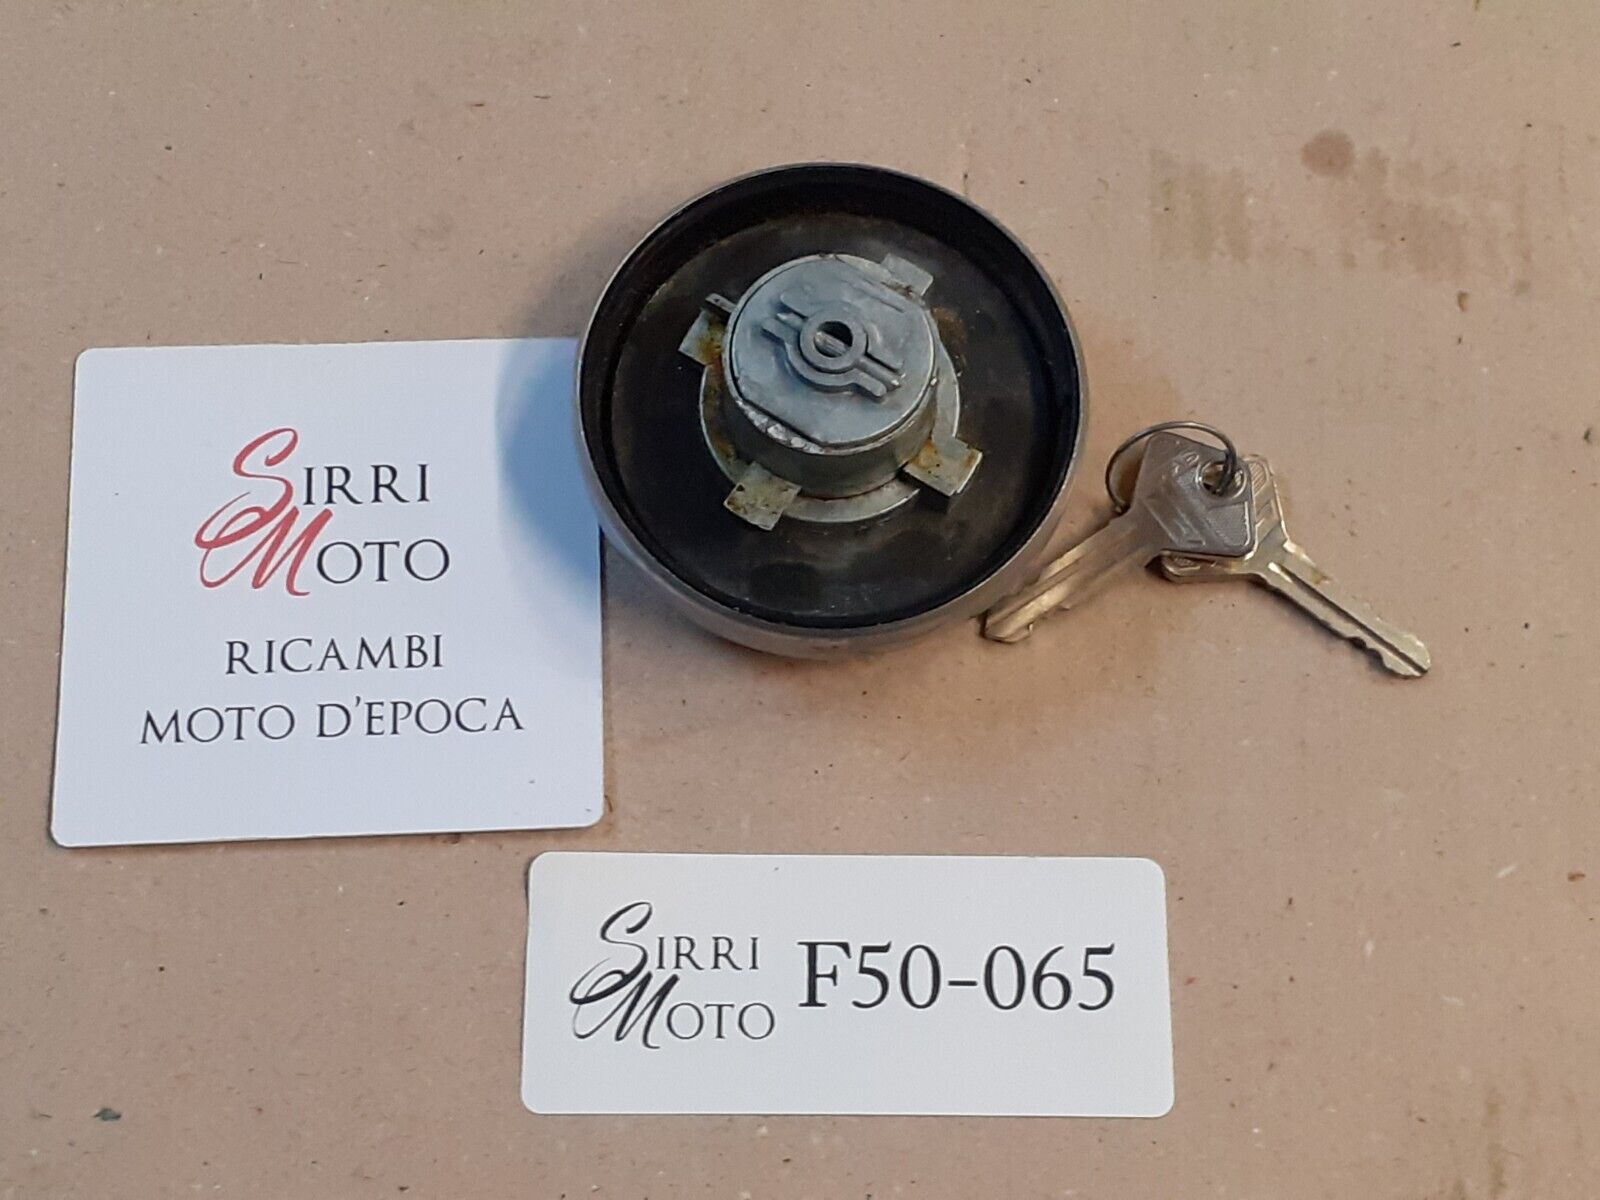 SIRRI
MOTO
RICAMBI
MOTO D'EPOCA
SIRRI
MOTO
F50-065